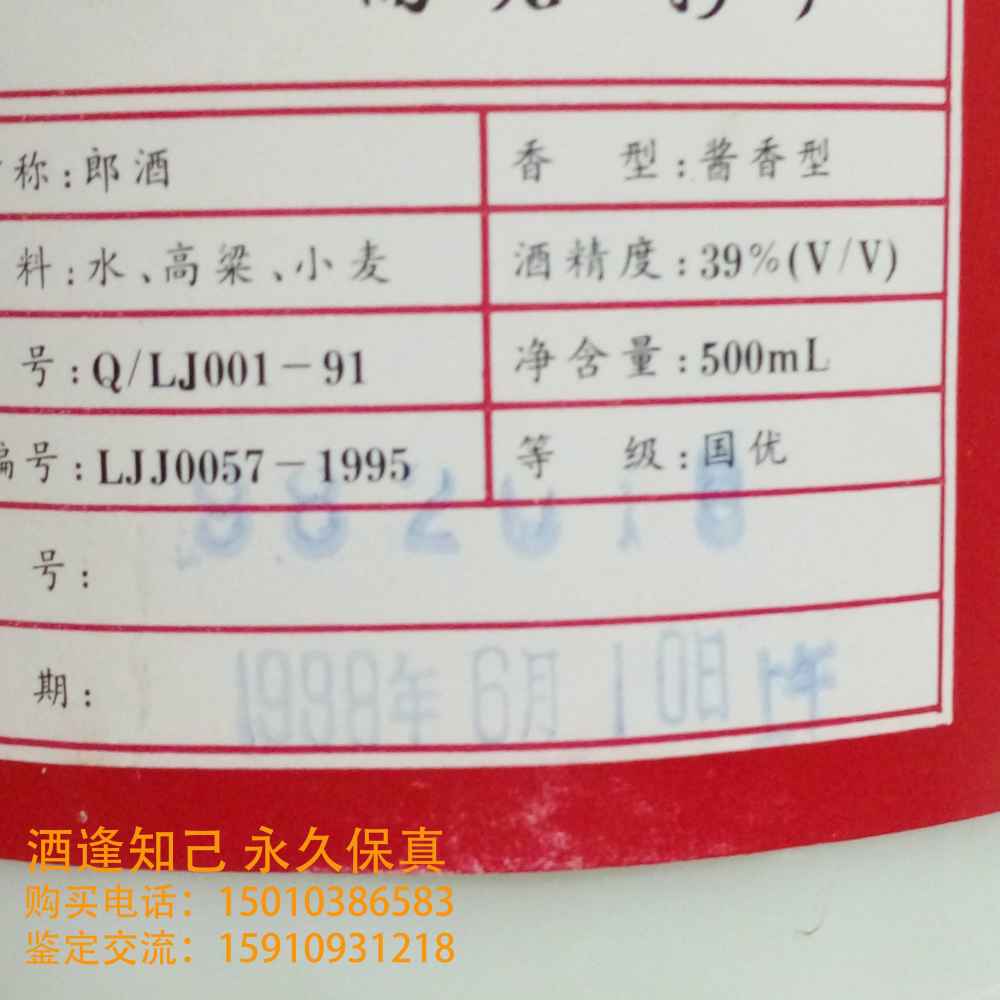 称：郎酒 香 型：酱香型
料：水、高粱、小麦 酒精度：39%(V/V)
号：Q/LJ001－91 净含量：500mL
编号：LJJ0057－1995 等 级：国优
号：
期：1998年 6月10日
酒逢知己 永久保真
购买电话：15010386583
鉴定交流：15910931218